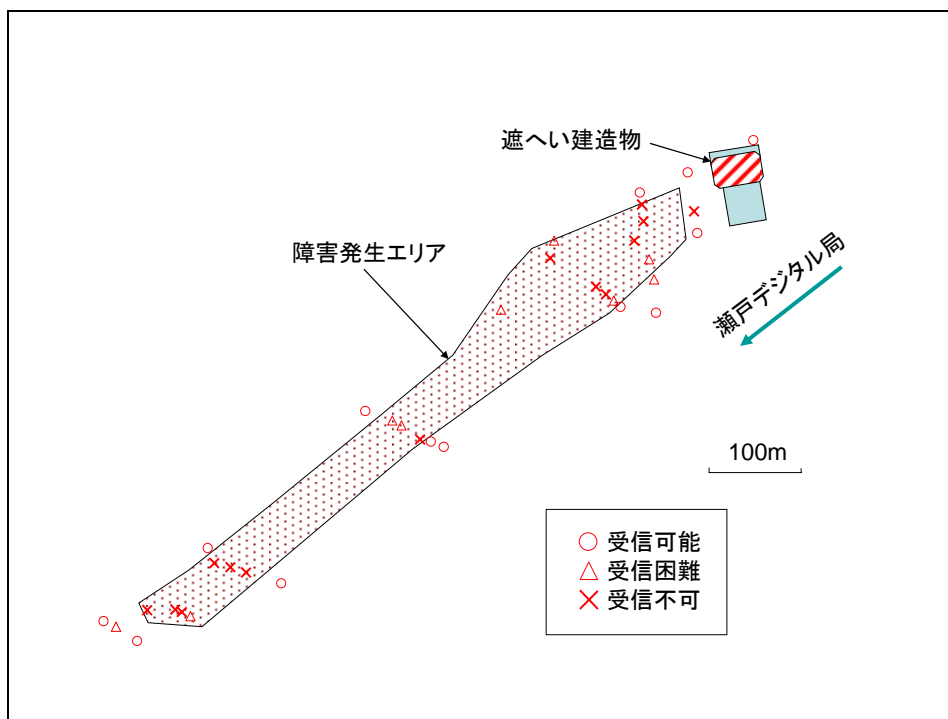 遮へい建造物
障害発生エリア
瀬戸デジタル局
100m
○ 受信可能
△ 受信困難
× 受信不可